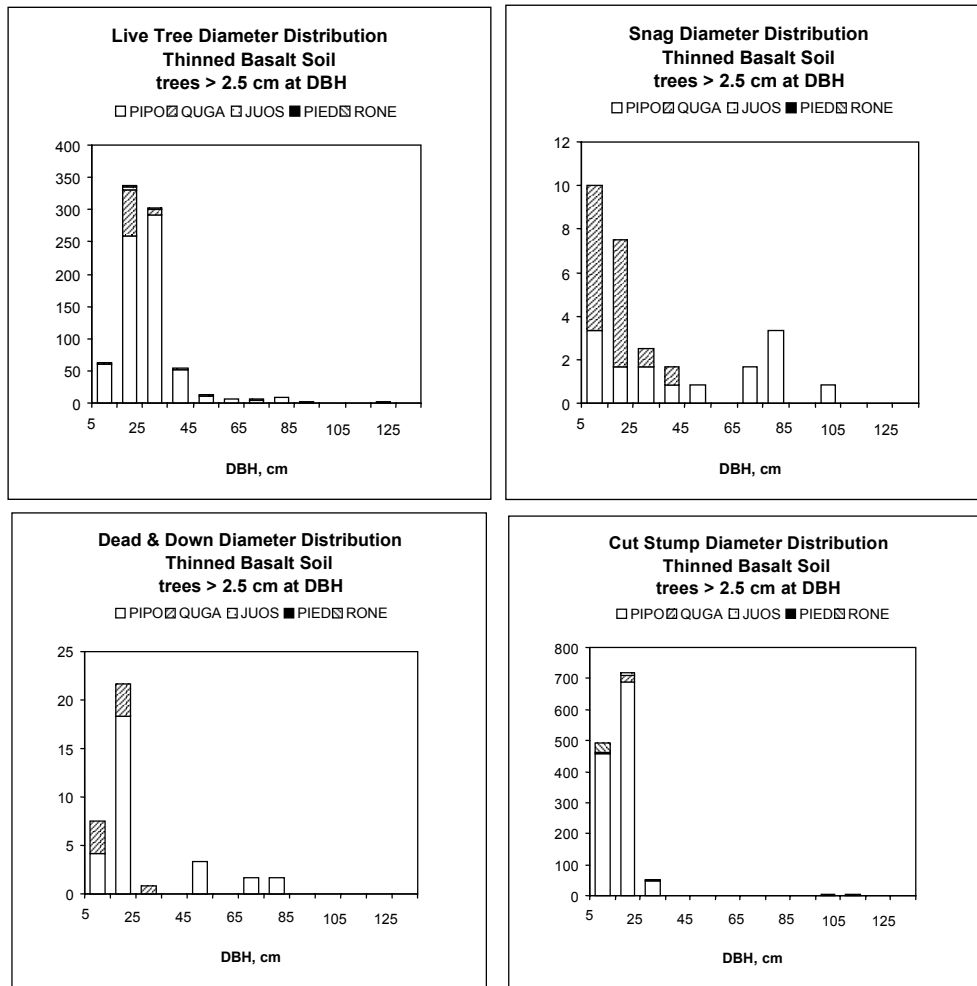 Live Tree Diameter Distribution
Thinned Basalt Soil
trees > 2.5 cm at DBH
PIPO QUGA JUOS PIED RONE
400
350
300
250
200
150
100
50
0
5 25 45 65 85 105 125
DBH, cm
Snag Diameter Distribution
Thinned Basalt Soil
trees > 2.5 cm at DBH
PIPO QUGA JUOS PIED RONE
12
10
8
6
4
2
0
5 25 45 65 85 105 125
DBH, cm
Dead & Down Diameter Distribution
Thinned Basalt Soil
trees > 2.5 cm at DBH
PIPO QUGA JUOS PIED RONE
25
20
15
10
5
0
5 25 45 65 85 105 125
DBH, cm
Cut Stump Diameter Distribution
Thinned Basalt Soil
trees > 2.5 cm at DBH
PIPO QUGA JUOS PIED RONE
800
700
600
500
400
300
200
100
0
5 25 45 65 85 105 125
DBH, cm